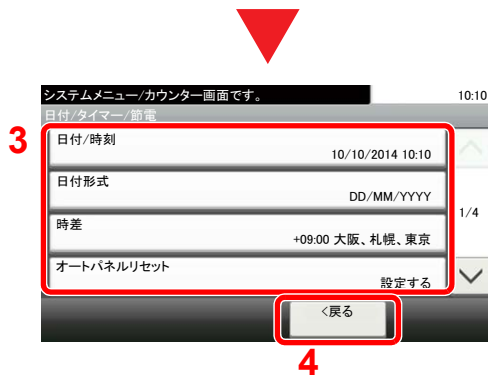 システムメニュー/カウンター画面です。
10:10
日付/タイマー/節電
3
日付/時刻
10/10/2014 10:10
日付形式
DD/MM/YYYY
1/4
時差
+09:00 大阪、札幌、東京
オートパネルリセット
設定する
<戻る
4